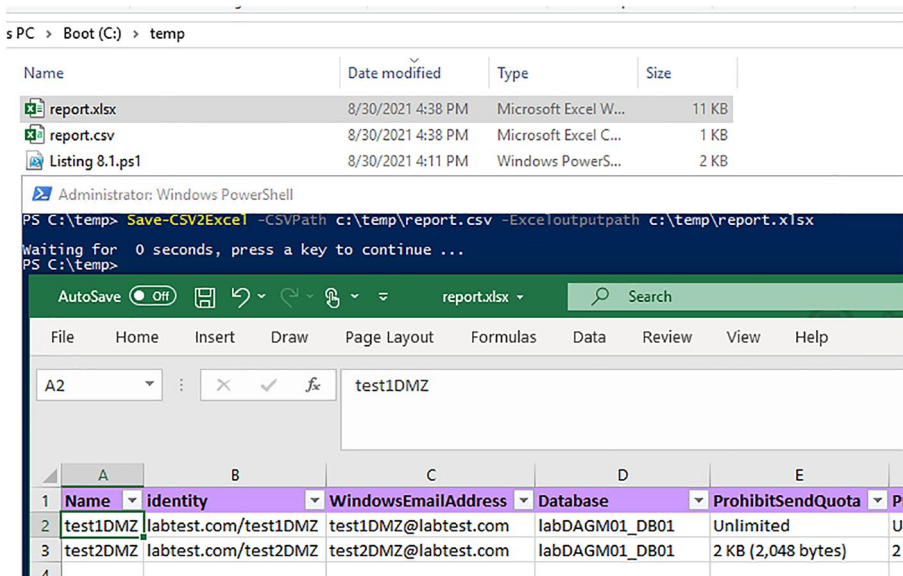 s PC > Boot (C:) > temp
Name Date modified Type Size
report.xlsx 8/30/2021 4:38 PM Microsoft Excel W... 11 KB
report.csv 8/30/2021 4:38 PM Microsoft Excel C... 1 KB
Listing 8.1.ps1 8/30/2021 4:11 PM Windows PowerS... 2 KB
Administrator: Windows PowerShell
PS C:\temp> Save-CSV2Excel -CSVPath c:\temp\report.csv -Exceloutputpath c:\temp\report.xlsx
Waiting for 0 seconds, press a key to continue ...
PS C:\temp>
AutoSave Off report.xlsx Search
File Home Insert Draw Page Layout Formulas Data Review View Help
A2 fx test1DMZ
A B C D E
1 Name identity WindowsEmailAddress Database ProhibitSendQuota P
2 test1DMZ labtest.com/test1DMZ test1DMZ@labtest.com labDAGM01_DB01 Unlimited U
3 test2DMZ labtest.com/test2DMZ test2DMZ@labtest.com labDAGM01_DB01 2 KB (2,048 bytes) 2
4